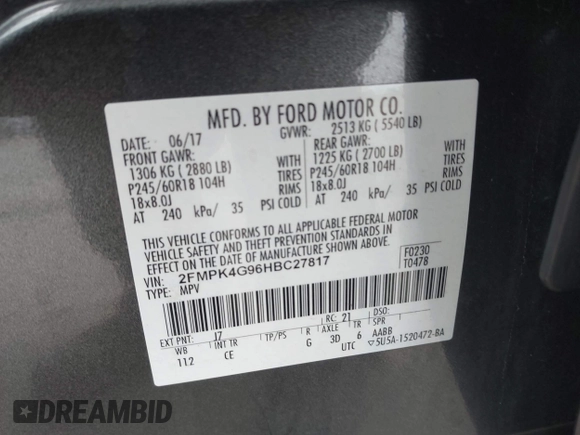 MFD. BY FORD MOTOR CO.
DATE: 06/17 GVWR: 2513 KG ( 5540 LB)
FRONT GAWR: REAR GAWR:
1306 KG ( 2880 LB) WITH 1225 KG ( 2700 LB) WITH
P245/60R18 104H TIRES P245/60R18 104H TIRES
18x8.0J RIMS 18x8.0J RIMS
AT 240 kPa/ 35 PSI COLD AT 240 kPa/ 35 PSI COLD
THIS VEHICLE CONFORMS TO ALL APPLICABLE FEDERAL MOTOR
VEHICLE SAFETY AND THEFT PREVENTION STANDARDS IN
EFFECT ON THE DATE OF MANUFACTURE SHOWN ABOVE.
VIN: 2FMPK4G96HBC27817 F0230
TYPE: MPV T0478
EXT PNT: J7 RC: 21 DSO:
WB INT TR TP/PS R AXLE TR SPR
112 CE G 3D 6 AABB
UTC ▽5U5A-1520472-BA
DREAMBID